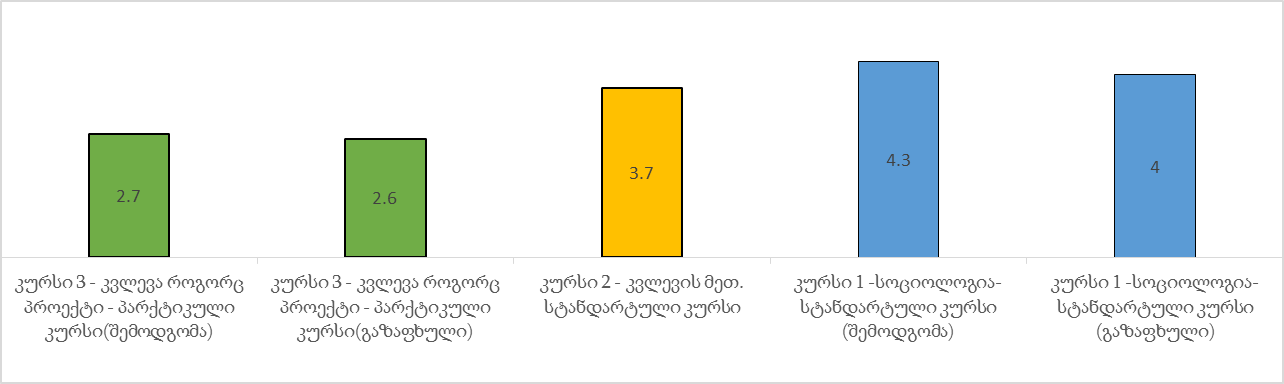 2.7
2.6
3.7
4.3
4
კურსი 3 - კვლევა როგორც
პროექტი - პარქტიკული
კურსი(შემოდგომა)
კურსი 3 - კვლევა როგორც
პროექტი - პარქტიკული
კურსი(გაზაფხული)
კურსი 2 - კვლევის მეთ.
სტანდარტული კურსი
კურსი 1 -სოციოლოგია-
სტანდარტული კურსი
(შემოდგომა)
კურსი 1 -სოციოლოგია-
სტანდარტული კურსი
(გაზაფხული)